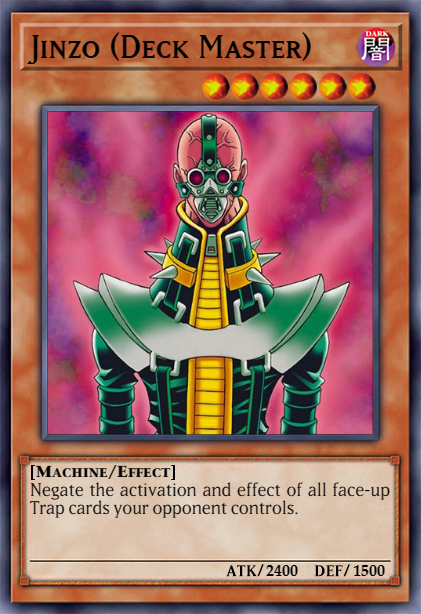 Jinzo (Deck Master)
DARK
闇
[Machine/Effect]
Negate the activation and effect of all face-up
Trap cards your opponent controls.
ATK/2400 DEF/1500